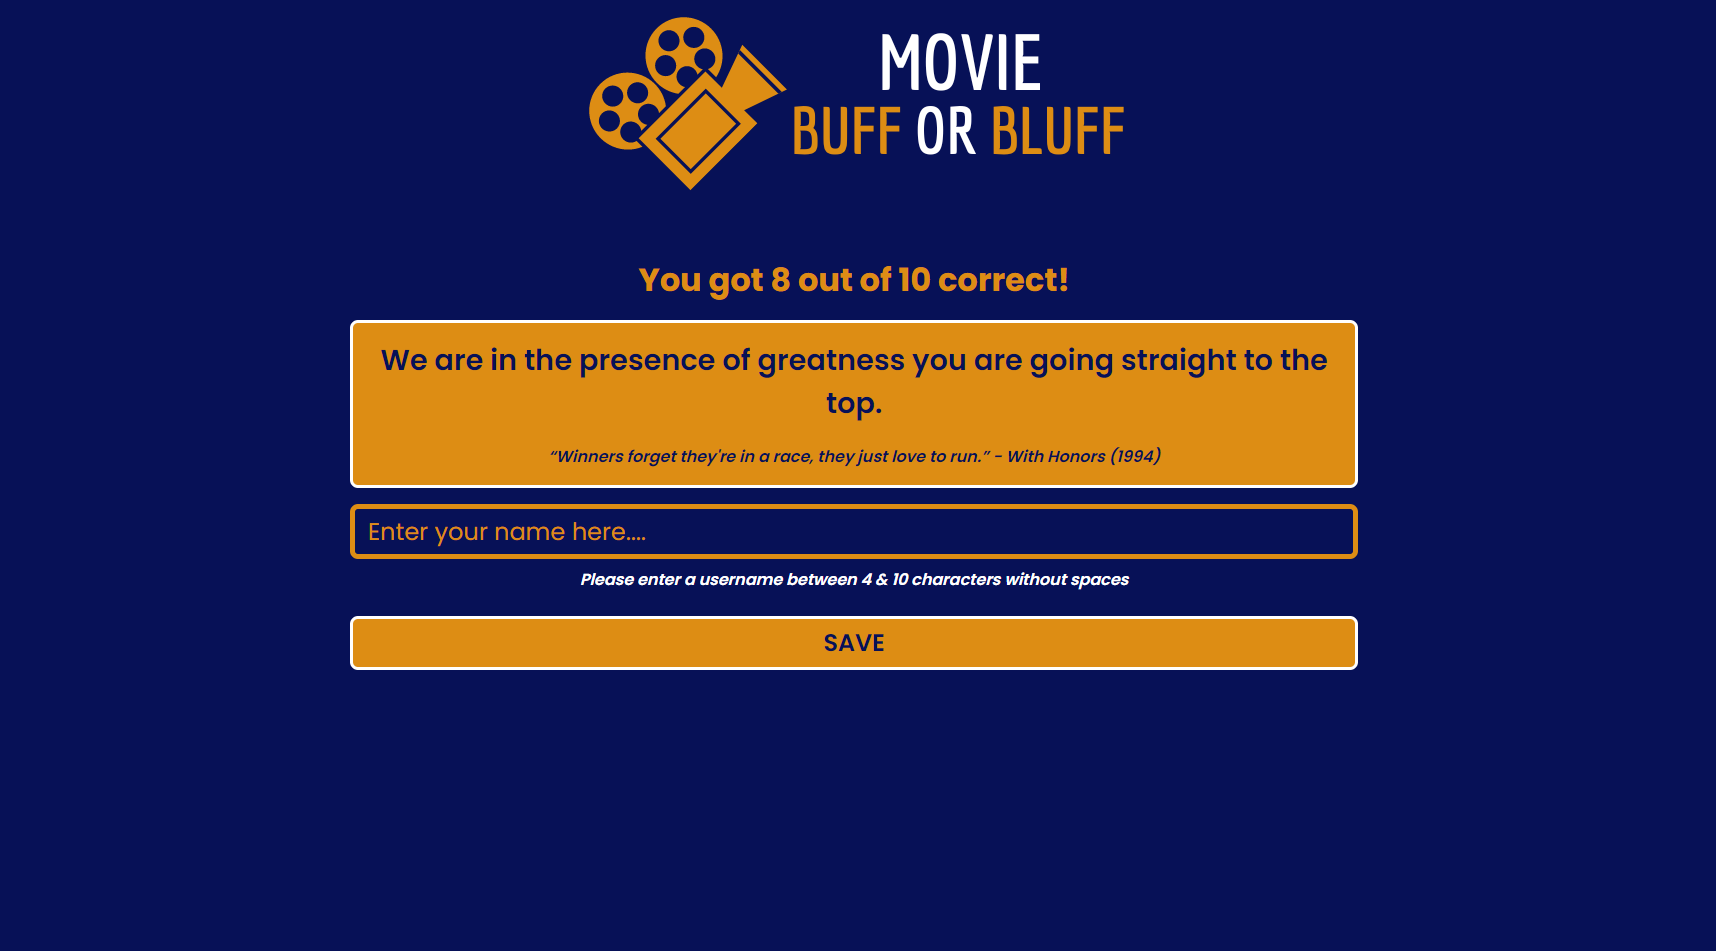 MOVIE
BUFF OR BLUFF
You got 8 out of 10 correct!
We are in the presence of greatness you are going straight to the
top.
“Winners forget they're in a race, they just love to run.” - With Honors (1994)
Enter your name here....
Please enter a username between 4 & 10 characters without spaces
SAVE